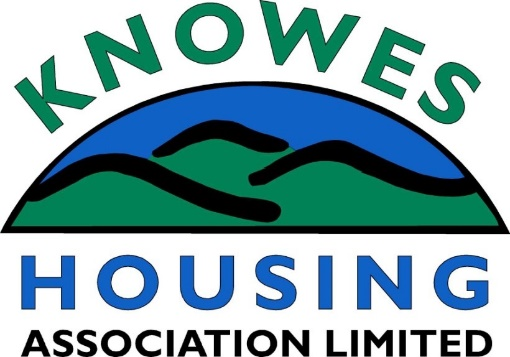 KNOWES
HOUSING
ASSOCIATION LIMITED